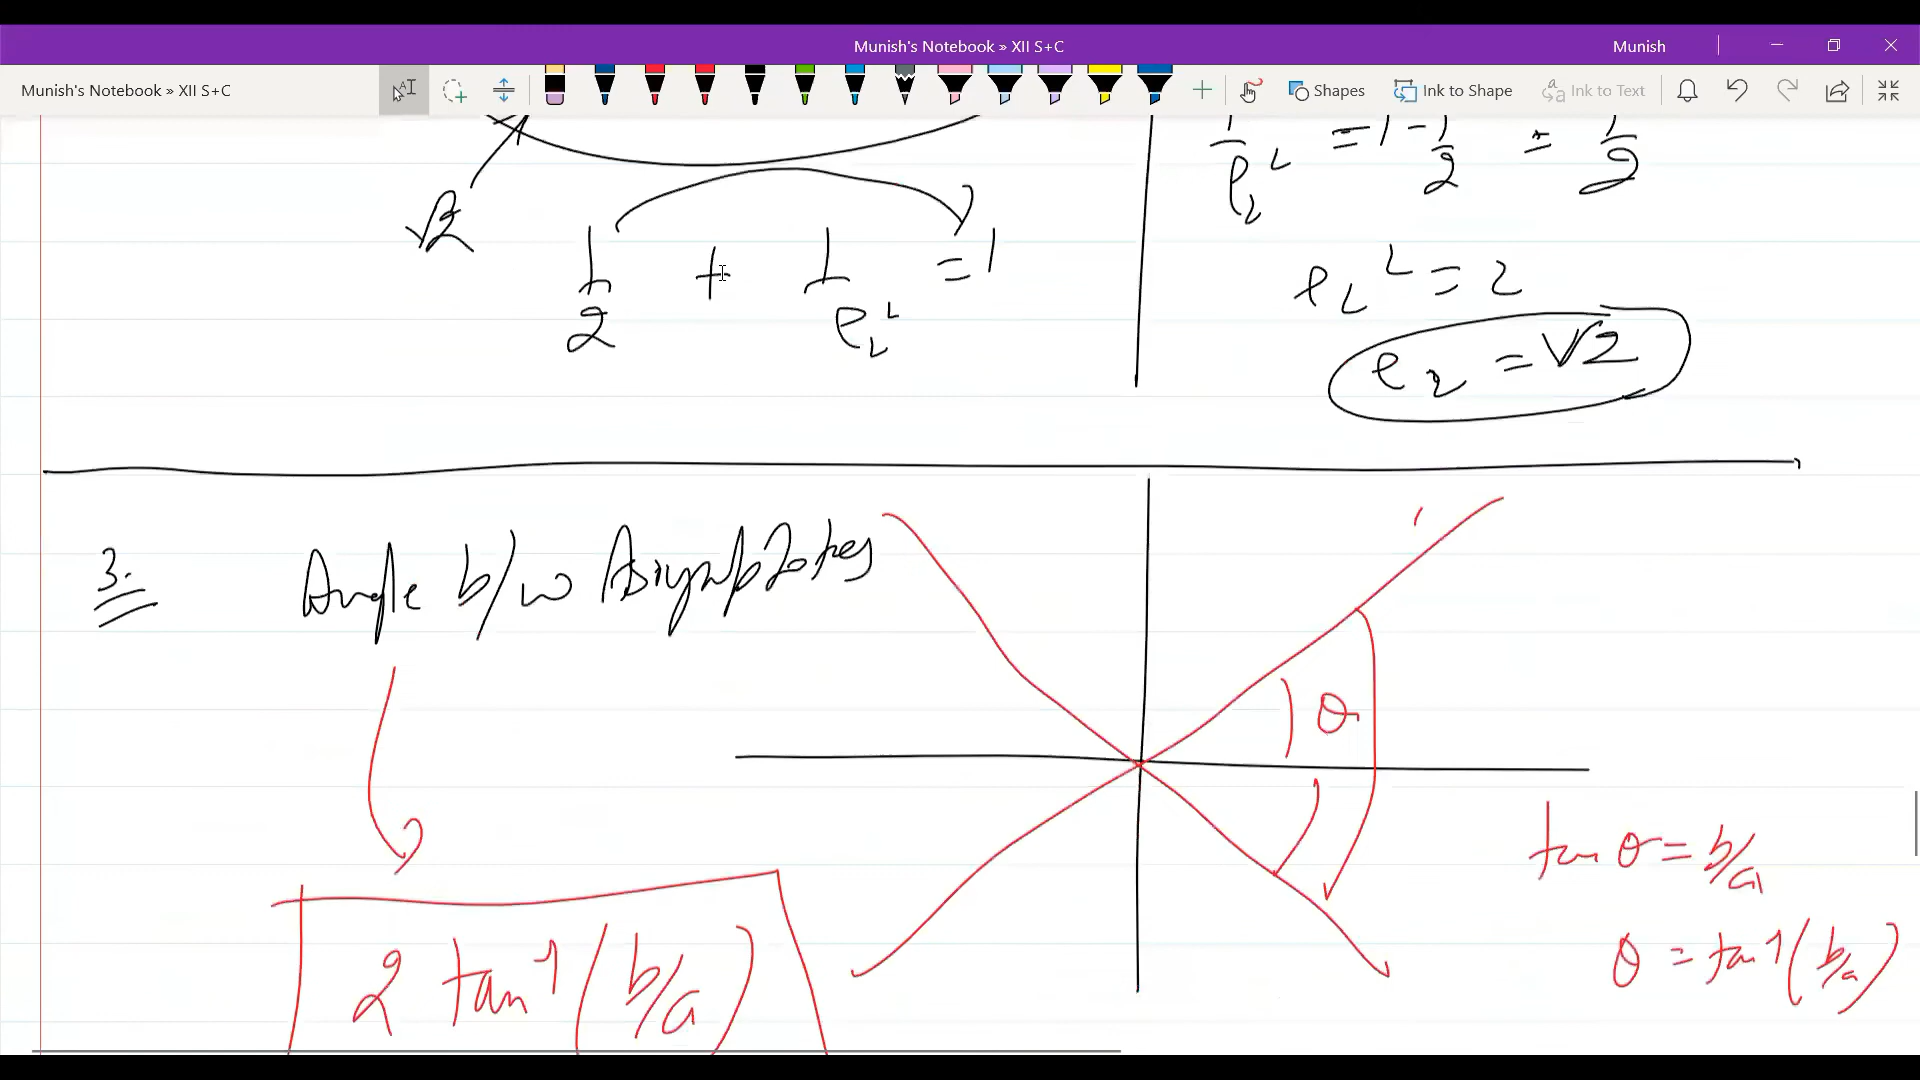 Munish's Notebook » XII S+C
Munish
Munish's Notebook » XII S+C
Shapes
Ink to Shape
Ink to Text
√2
1/2 + 1/e₂² = 1
1/e₂² = 1 - 1/2 = 1/2
e₂² = 2
e₂ = √2
3.
Angle b/w Asymptotes
θ
tan θ = b/a
θ = tan⁻¹(b/a)
2 tan⁻¹(b/a)